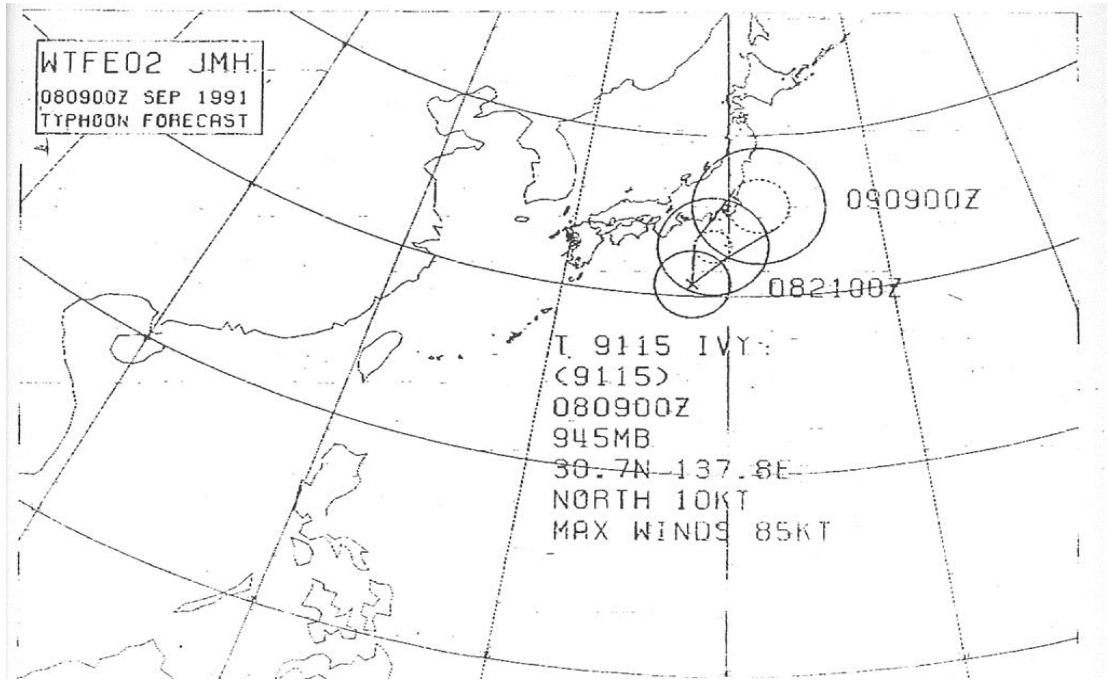 WTFE02 JMH
080900Z SEP 1991
TYPHOON FORECAST
090900Z
082100Z
T 9115 IVY
(9115)
080900Z
945MB
30.7N 137.8E
NORTH 10KT
MAX WINDS 85KT